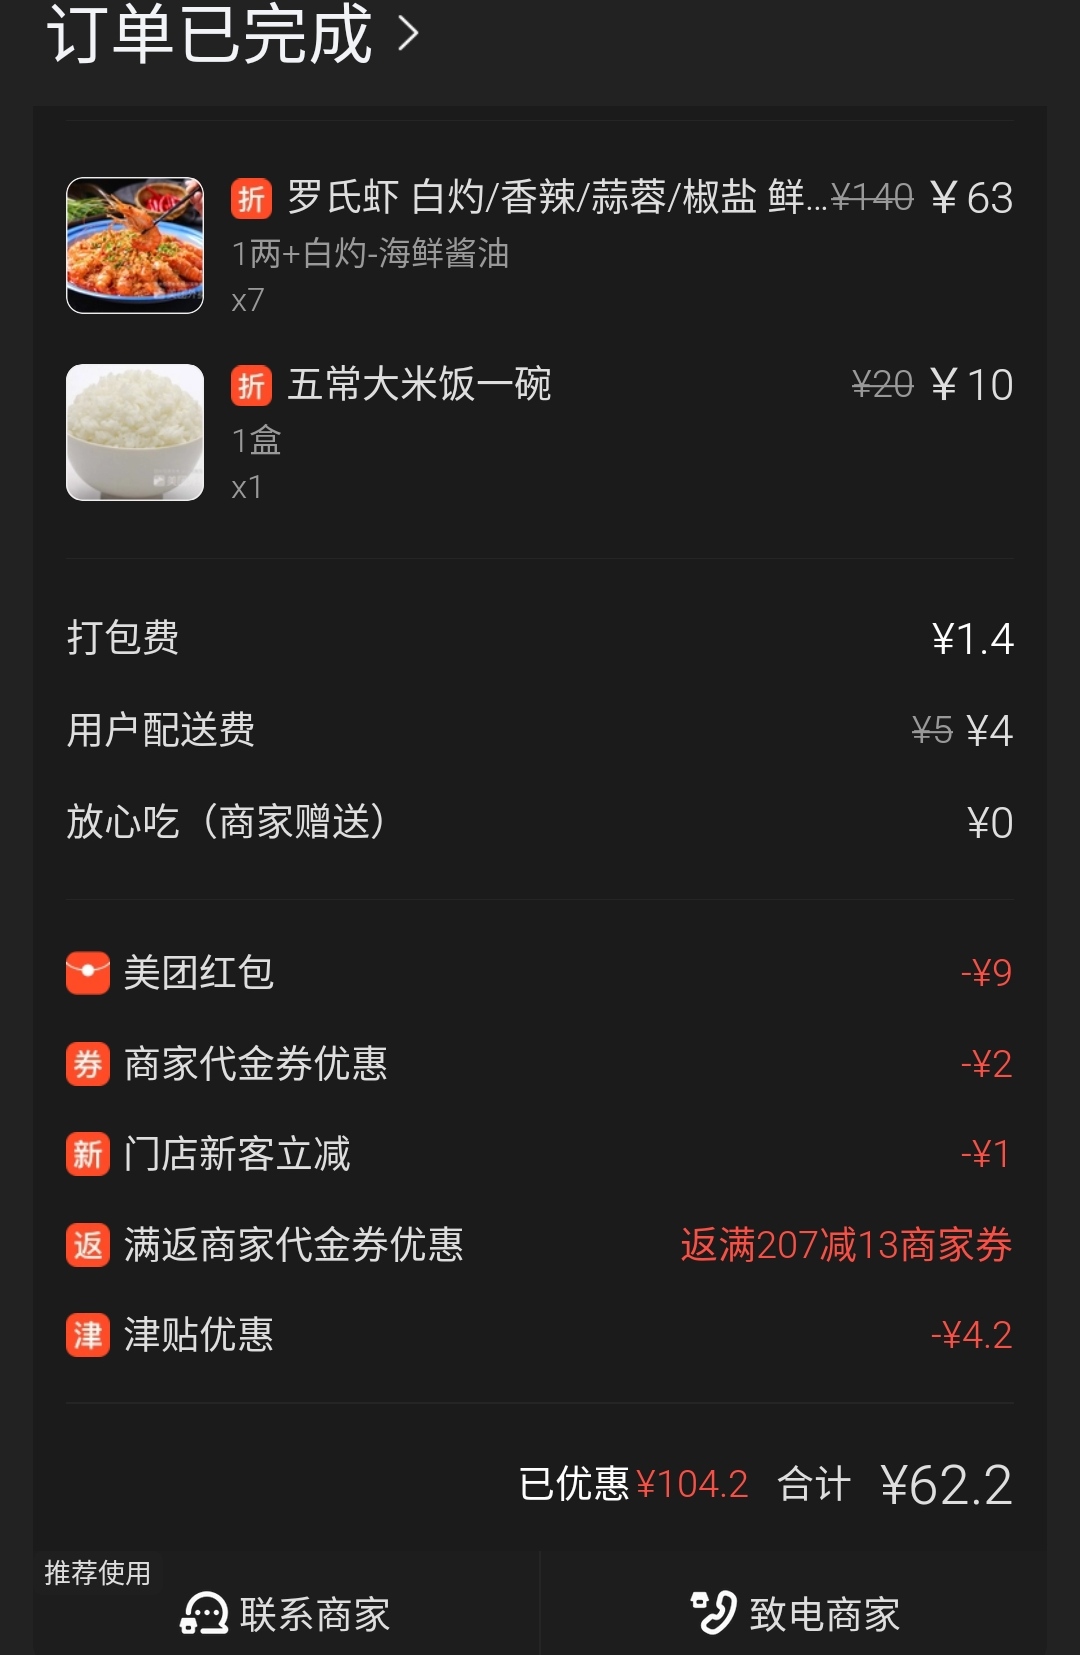 订单已完成
折 罗氏虾 白灼/香辣/蒜蓉/椒盐 鲜... ¥140 ¥63
1两+白灼-海鲜酱油
x7
折 五常大米饭一碗 ¥20 ¥10
1盒
x1
打包费 ¥1.4
用户配送费 ¥5 ¥4
放心吃（商家赠送） ¥0
美团红包 -¥9
券 商家代金券优惠 -¥2
新 门店新客立减 -¥1
返 满返商家代金券优惠 返满207减13商家券
津 津贴优惠 -¥4.2
已优惠¥104.2 合计 ¥62.2
推荐使用
联系商家 致电商家